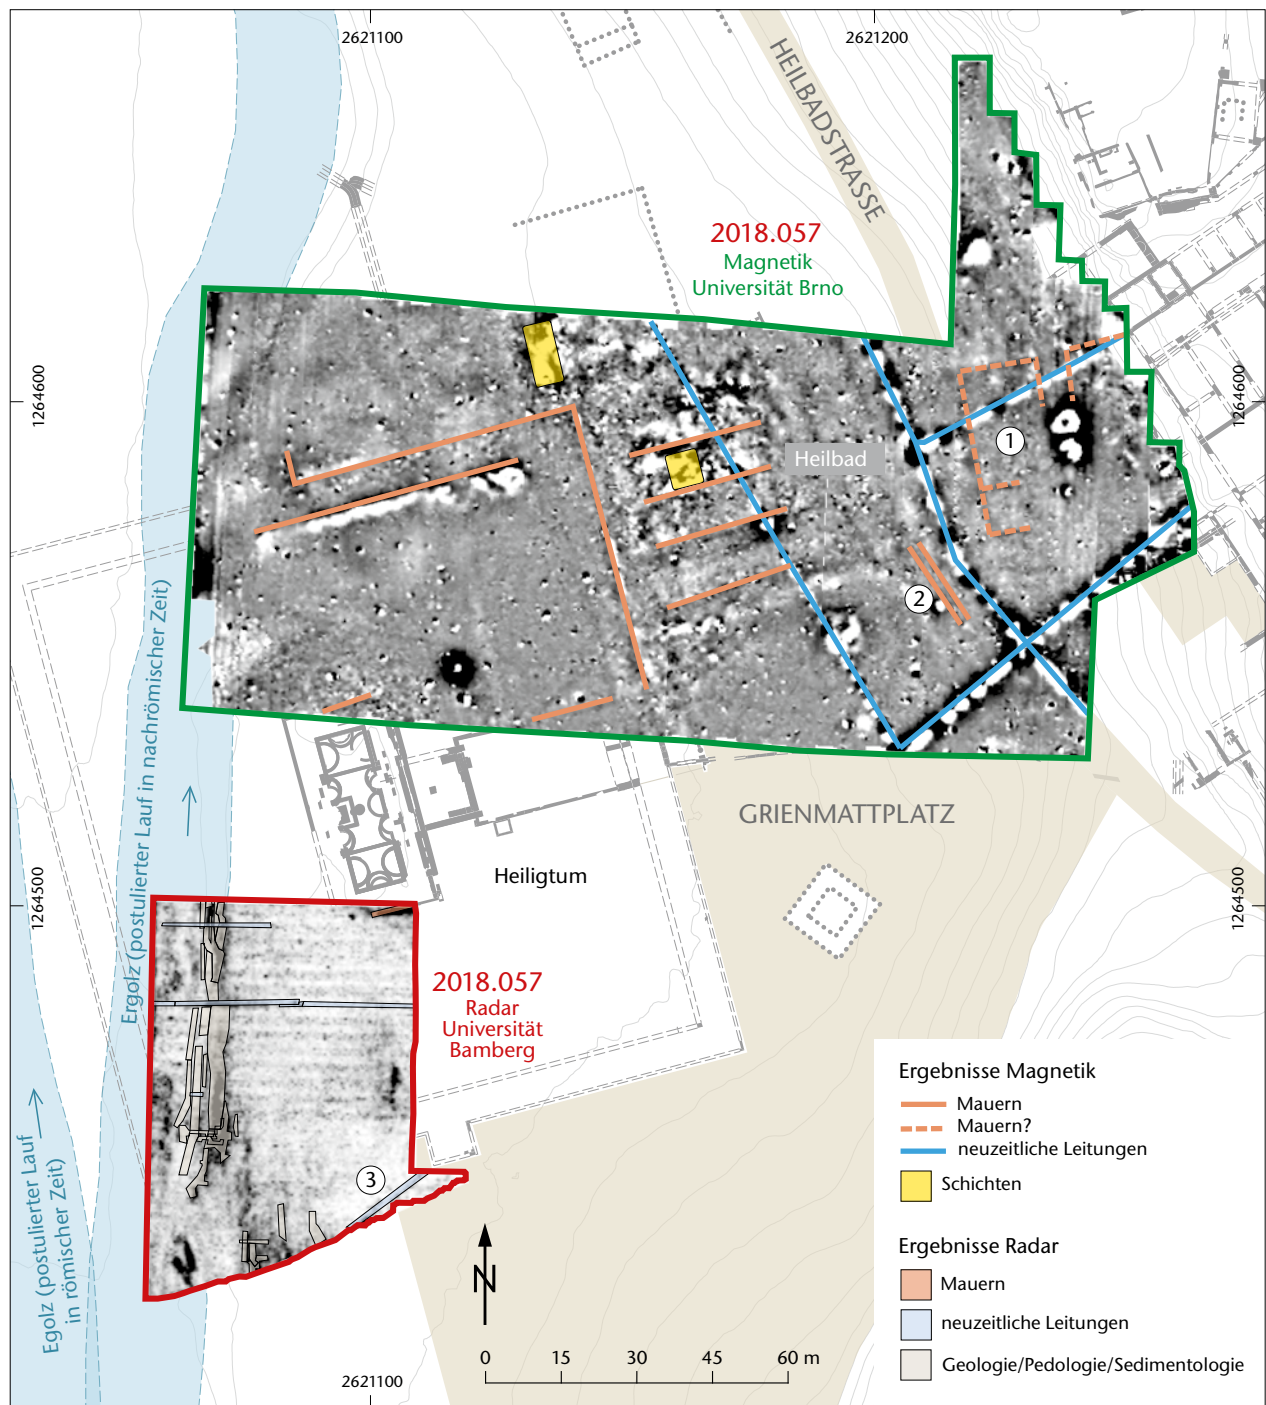 2621100
2621200
HEILBADSTRASSE
2018.057
Magnetik
Universität Brno
1264600
1264600
Heilbad
1
2
Ergolz (postulierter Lauf in nachrömischer Zeit)
GRIENMATTPLATZ
Heiligtum
1264500
1264500
2018.057
Radar
Universität
Bamberg
3
Egolz (postulierter Lauf
in römischer Zeit)
N
0 15 30 45 60 m
2621100
Ergebnisse Magnetik
Mauern
Mauern?
neuzeitliche Leitungen
Schichten
Ergebnisse Radar
Mauern
neuzeitliche Leitungen
Geologie/Pedologie/Sedimentologie